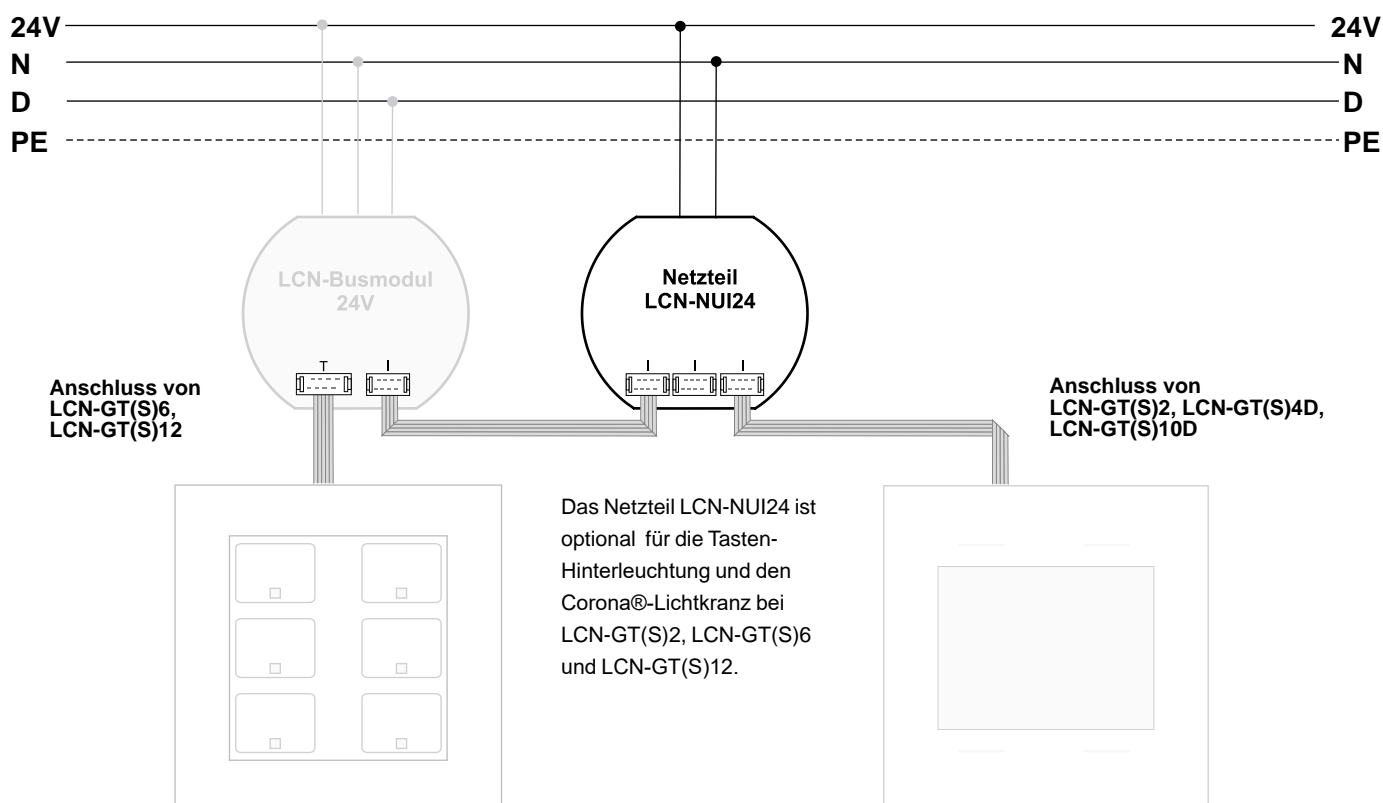 24V
24V
N
N
D
D
PE
PE
LCN-Busmodul
24V
Netzteil
LCN-NUI24
T
I
I
I
I
Anschluss von
LCN-GT(S)6,
LCN-GT(S)12
Anschluss von
LCN-GT(S)2, LCN-GT(S)4D,
LCN-GT(S)10D
Das Netzteil LCN-NUI24 ist
optional für die Tasten-
Hinterleuchtung und den
Corona®-Lichtkranz bei
LCN-GT(S)2, LCN-GT(S)6
und LCN-GT(S)12.